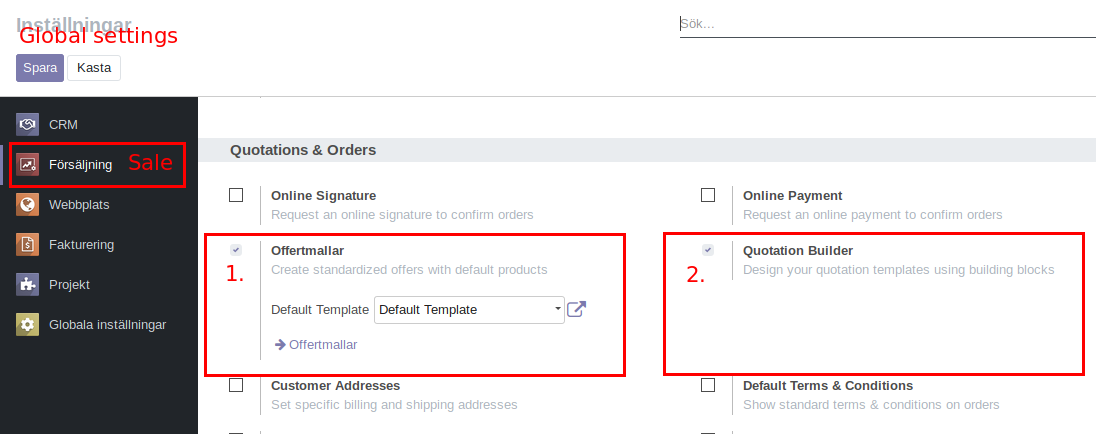 Inställningar
Global settings
Sök...
Spara
Kasta
CRM
Försäljning
Sale
Webbplats
Fakturering
Projekt
Globala inställningar
Quotations & Orders
Online Signature
Request an online signature to confirm orders
Online Payment
Request an online payment to confirm orders
1.
Offertmallar
Create standardized offers with default products
Default Template
Default Template
Offertmallar
2.
Quotation Builder
Design your quotation templates using building blocks
Customer Addresses
Set specific billing and shipping addresses
Default Terms & Conditions
Show standard terms & conditions on orders